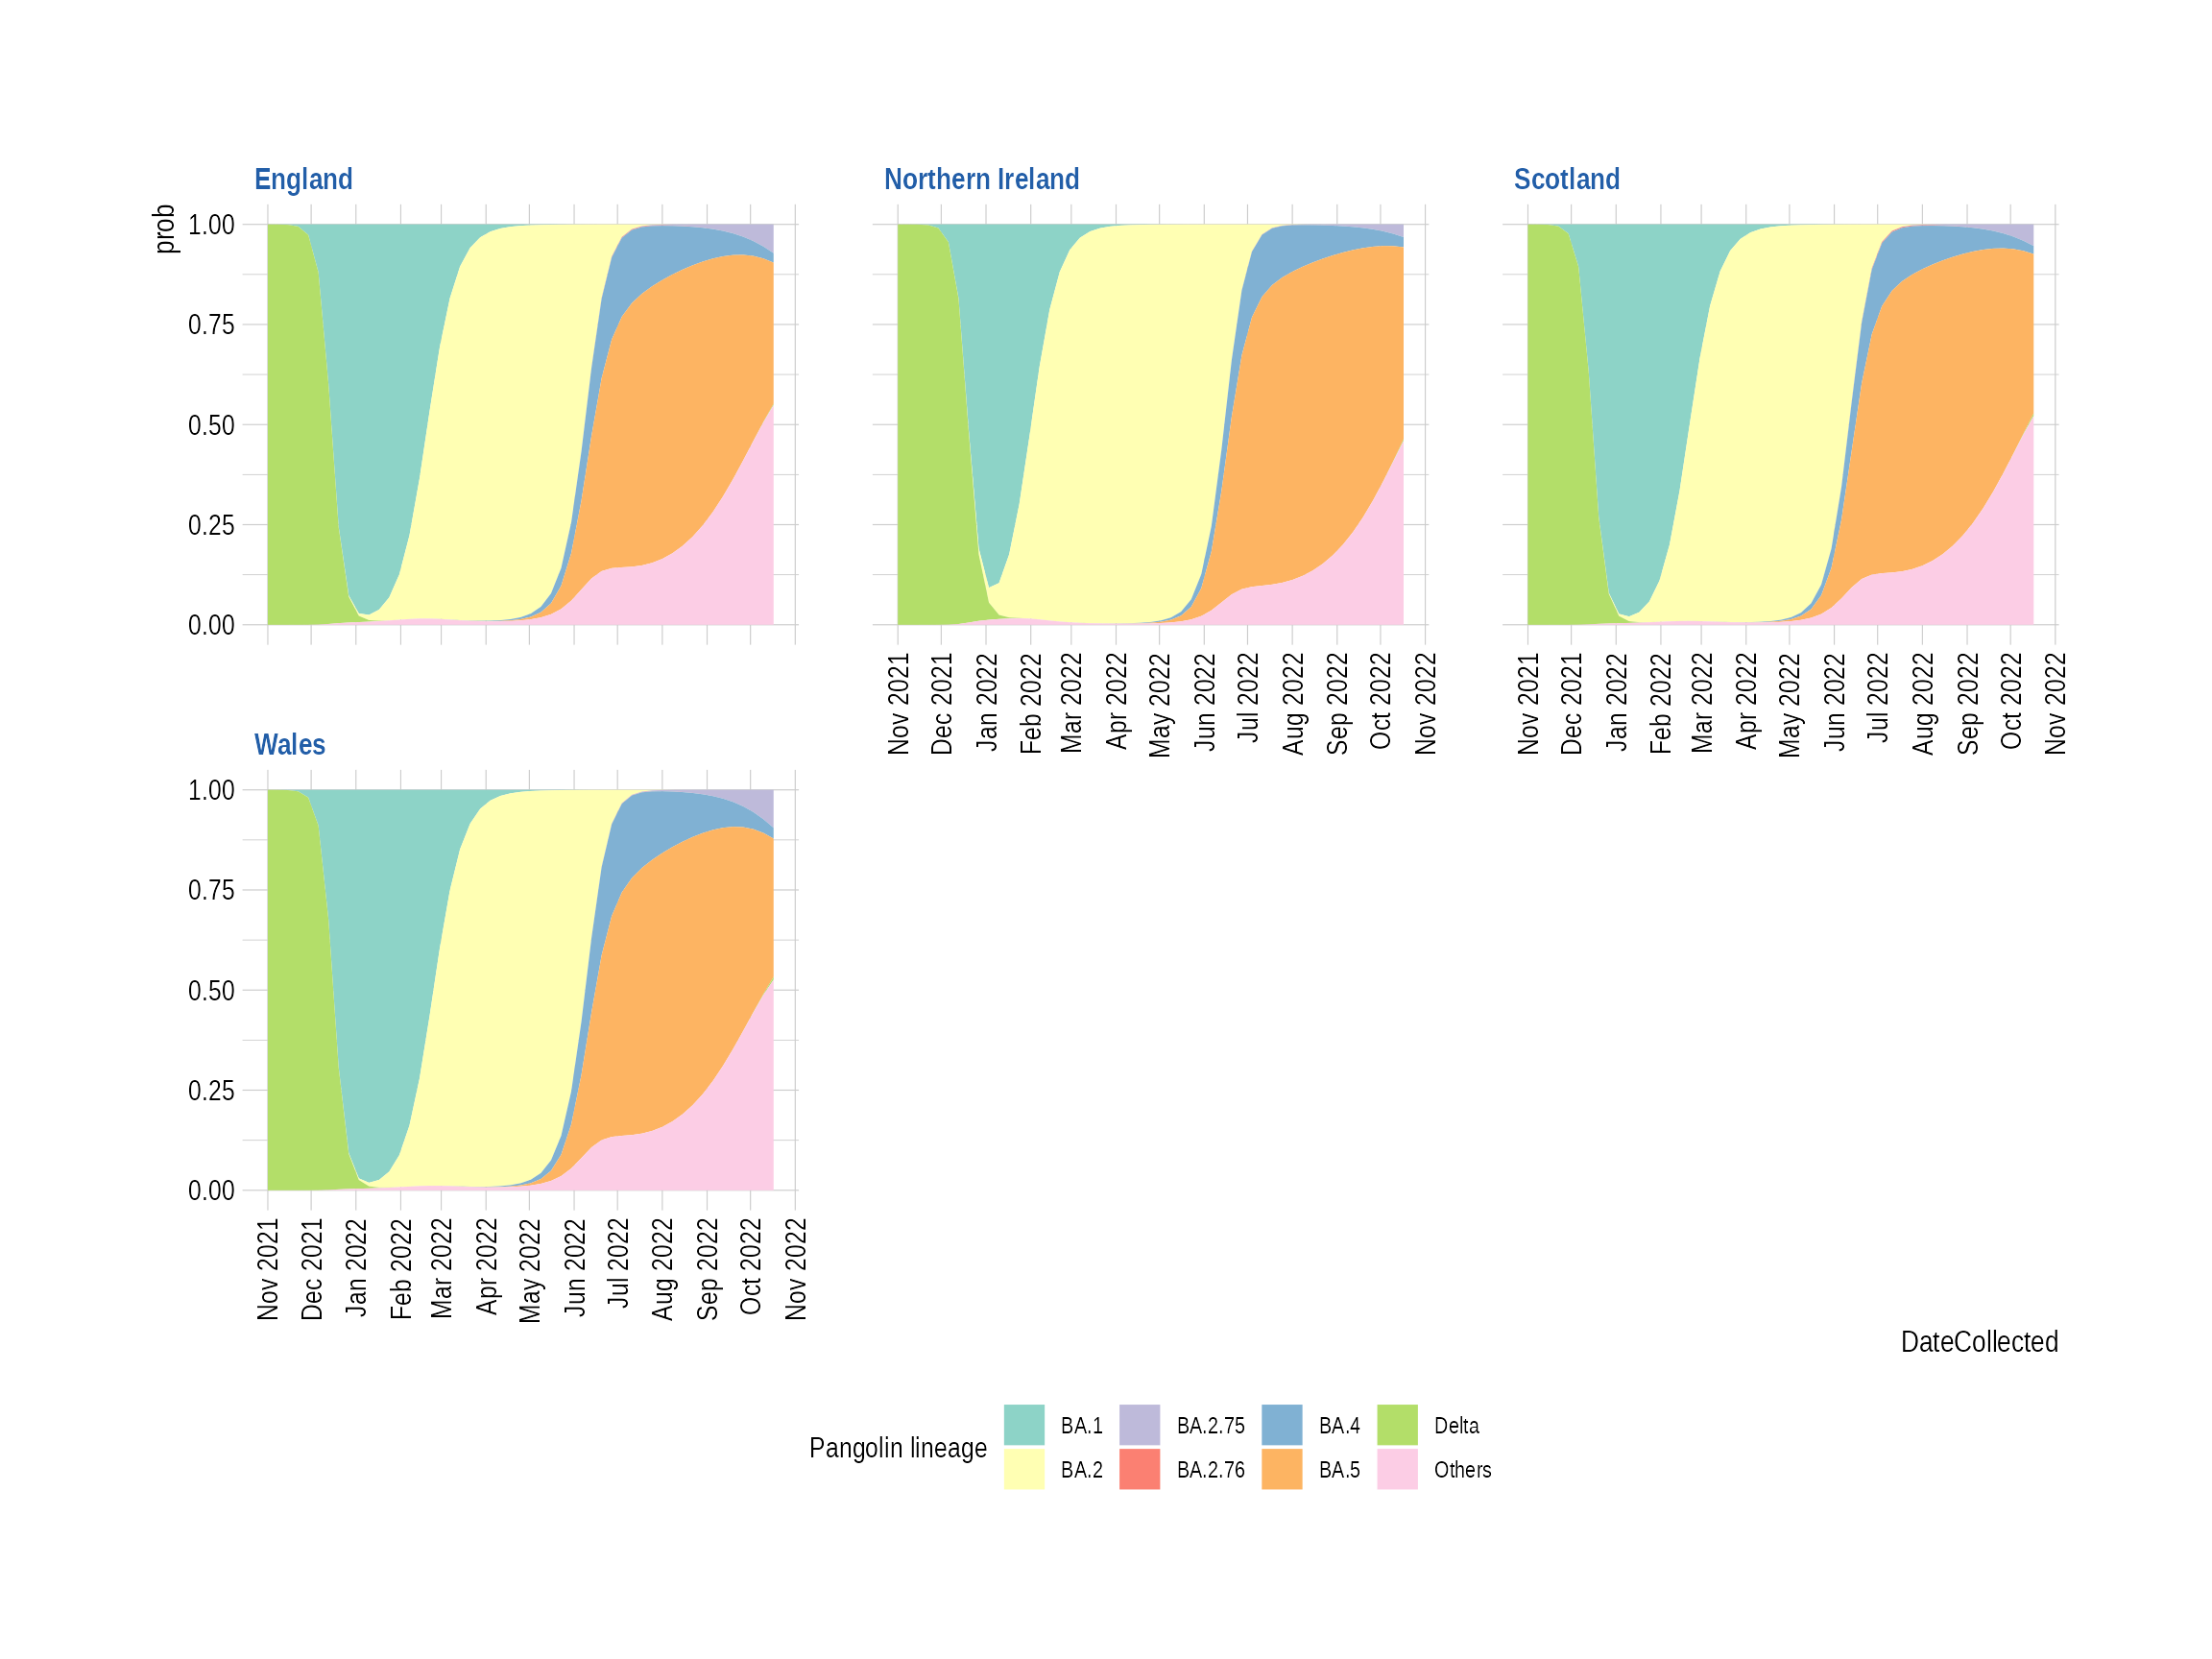 England
Northern Ireland
Scotland
prob
1.00
0.75
0.50
0.25
0.00
Nov 2021
Dec 2021
Jan 2022
Feb 2022
Mar 2022
Apr 2022
May 2022
Jun 2022
Jul 2022
Aug 2022
Sep 2022
Oct 2022
Nov 2022
Nov 2021
Dec 2021
Jan 2022
Feb 2022
Mar 2022
Apr 2022
May 2022
Jun 2022
Jul 2022
Aug 2022
Sep 2022
Oct 2022
Nov 2022
Wales
1.00
0.75
0.50
0.25
0.00
Nov 2021
Dec 2021
Jan 2022
Feb 2022
Mar 2022
Apr 2022
May 2022
Jun 2022
Jul 2022
Aug 2022
Sep 2022
Oct 2022
Nov 2022
DateCollected
Pangolin lineage
BA.1
BA.2.75
BA.4
Delta
BA.2
BA.2.76
BA.5
Others